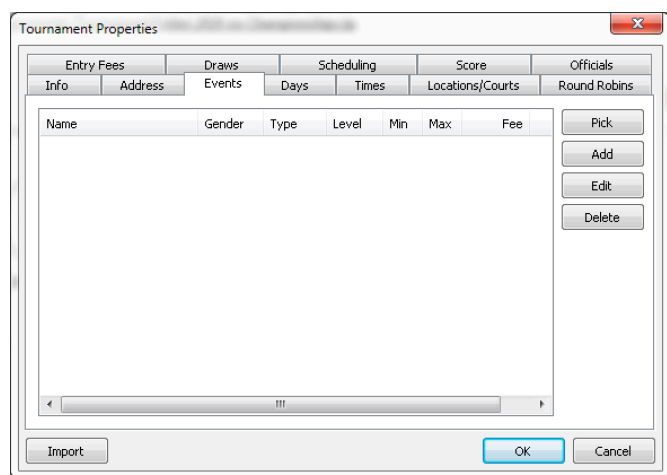 Tournament Properties
Entry Fees Draws Scheduling Score Officials
Info Address Events Days Times Locations/Courts Round Robins
Name Gender Type Level Min Max Fee
Pick
Add
Edit
Delete
Import OK Cancel